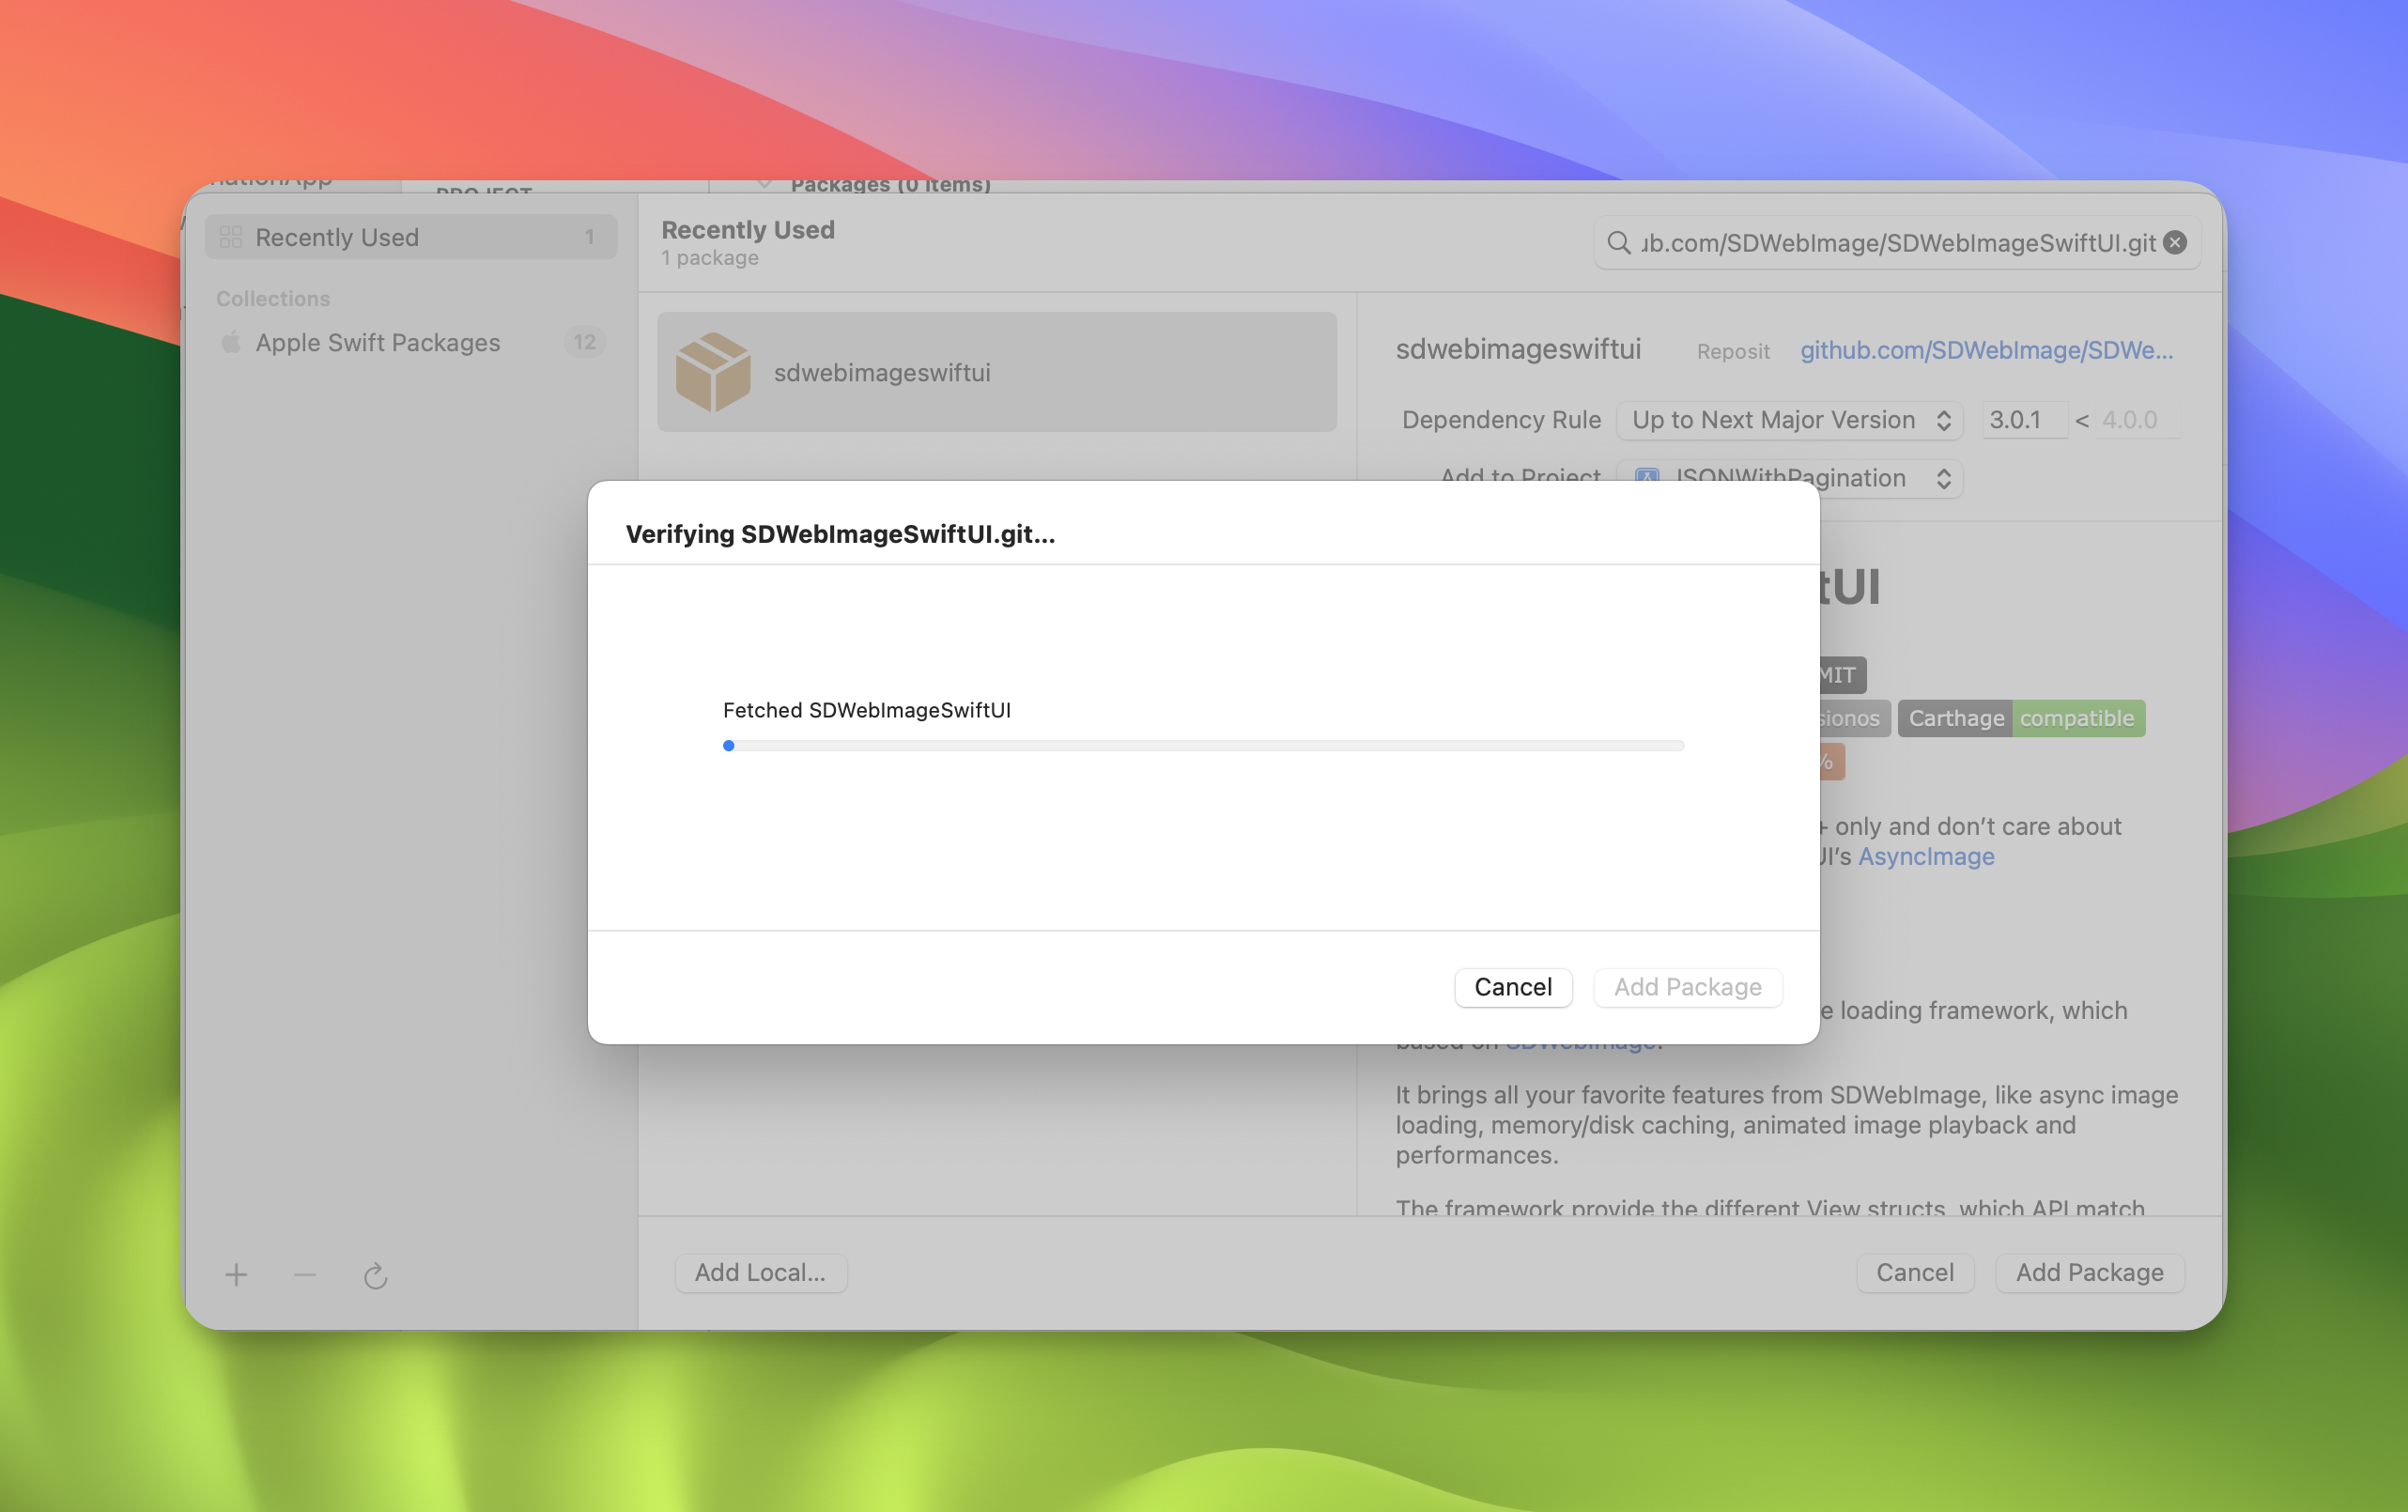 PROJECT
Packages (0 items)
Recently Used 1
Collections
Apple Swift Packages 12
Recently Used
1 package
.com/SDWebImage/SDWebImageSwiftUI.git
sdwebimageswiftui
sdwebimageswiftui Reposit github.com/SDWebImage/SDWe...
Dependency Rule Up to Next Major Version 3.0.1 < 4.0.0
Add to Project JSONWithPagination
Verifying SDWebImageSwiftUI.git...
Fetched SDWebImageSwiftUI
Cancel Add Package
tUI
MIT
sionos Carthage compatible
%
+ only and don’t care about
UI’s AsyncImage
e loading framework, which
based on SDWebImage.
It brings all your favorite features from SDWebImage, like async image
loading, memory/disk caching, animated image playback and
performances.
The framework provide the different View structs, which API match
Add Local... Cancel Add Package